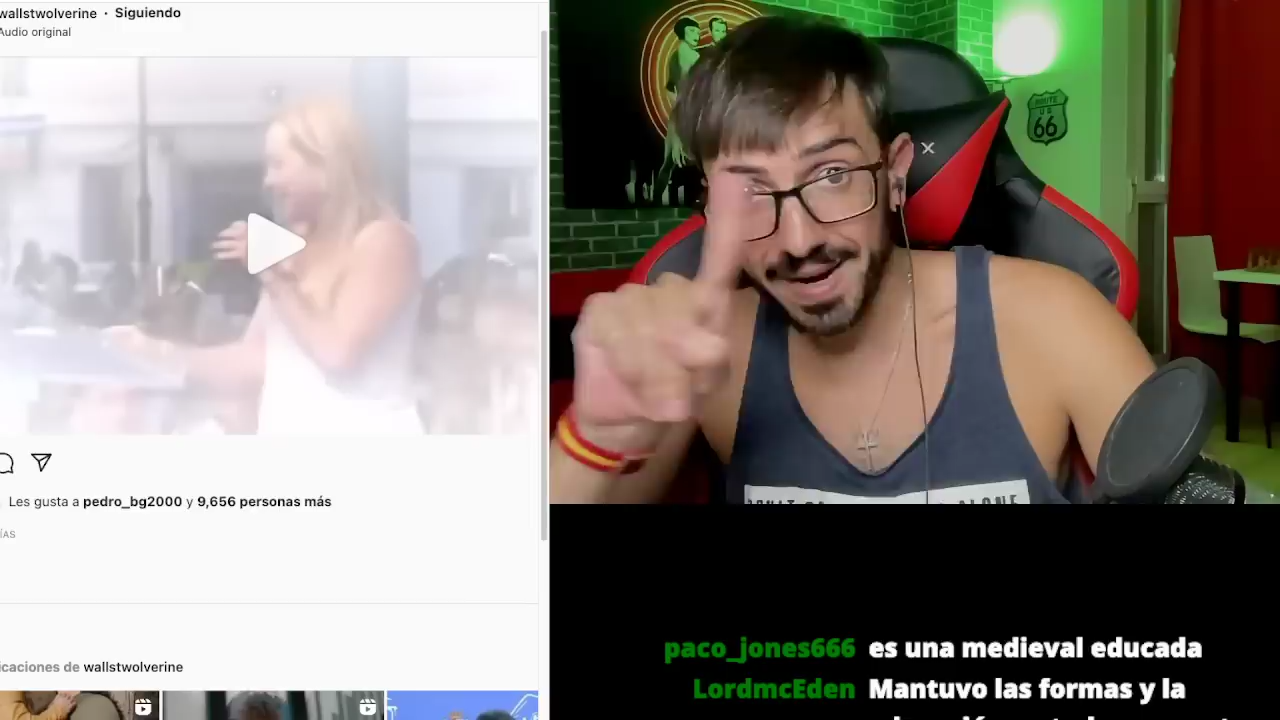 wallstwolverine · Siguiendo
Audio original
Les gusta a pedro_bg2000 y 9,656 personas más
ÍAS
icaciones de wallstwolverine
ROUTE
U S
66
paco_jones666 es una medieval educada
LordmcEden Mantuvo las formas y la